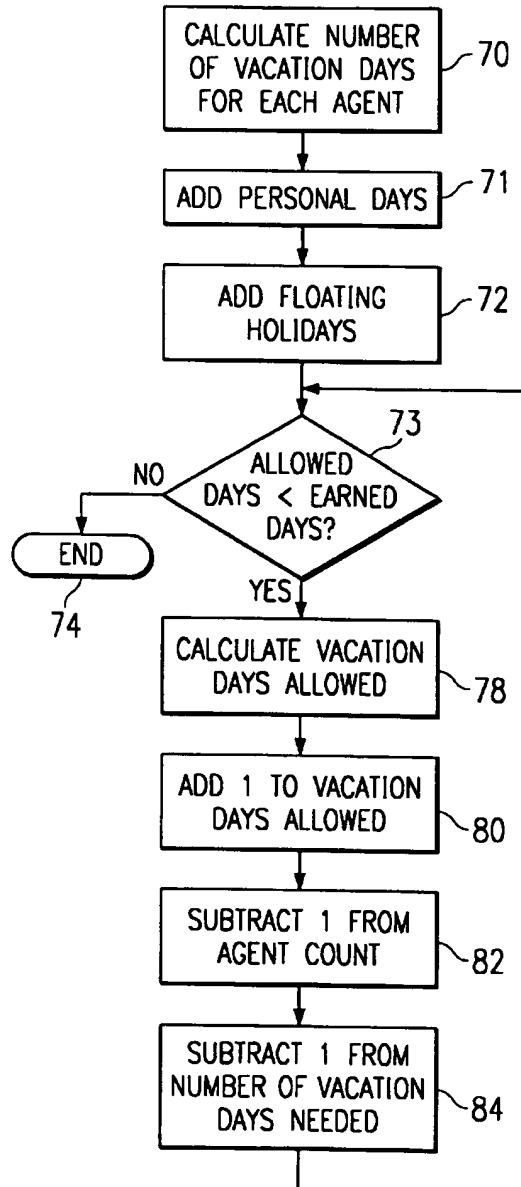 CALCULATE NUMBER
OF VACATION DAYS
FOR EACH AGENT
70
ADD PERSONAL DAYS
71
ADD FLOATING
HOLIDAYS
72
73
ALLOWED
DAYS < EARNED
DAYS?
NO
END
74
YES
CALCULATE VACATION
DAYS ALLOWED
78
ADD 1 TO VACATION
DAYS ALLOWED
80
SUBTRACT 1 FROM
AGENT COUNT
82
SUBTRACT 1 FROM
NUMBER OF VACATION
DAYS NEEDED
84